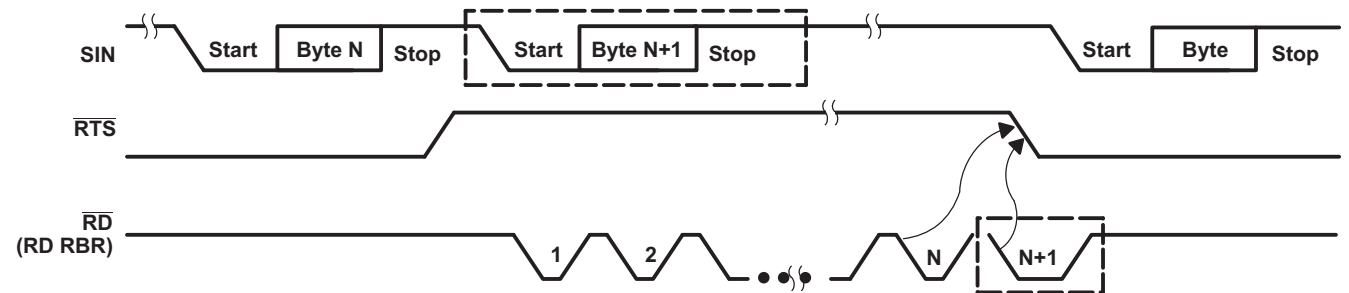 SIN
Start
Byte N
Stop
Start
Byte N+1
Stop
Start
Byte
Stop
RTS
RD
(RD RBR)
1
2
N
N+1